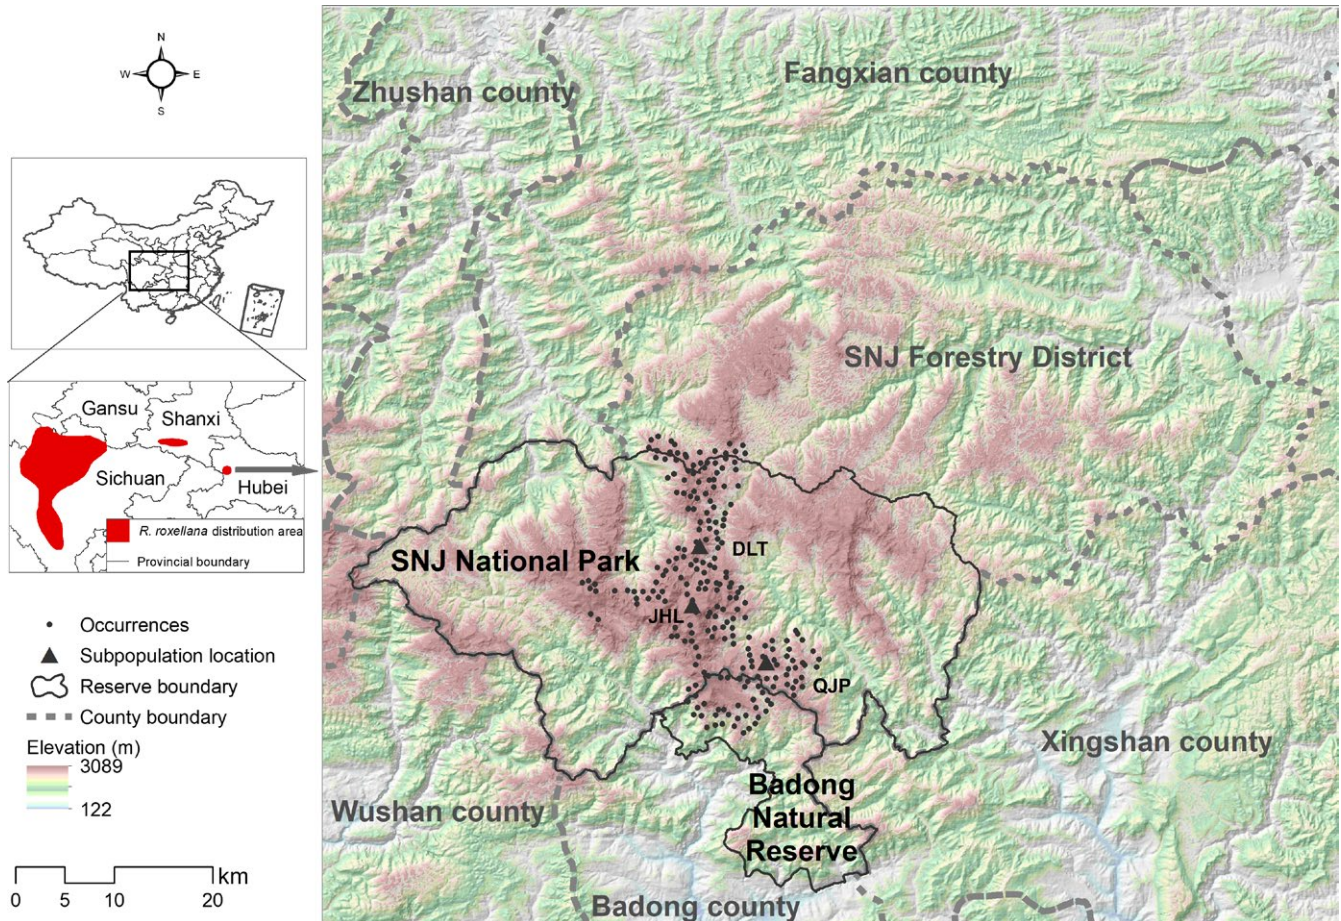 N
W E
S
Gansu
Shanxi
Sichuan
Hubei
R. roxellana distribution area
Provincial boundary
Occurrences
Subpopulation location
Reserve boundary
County boundary
Elevation (m)
3089
122
0 5 10 20 km
Fangxian county
Zhushan county
SNJ Forestry District
SNJ National Park
DLT
JHL
QJP
Xingshan county
Wushan county
Badong
Natural
Reserve
Badong county